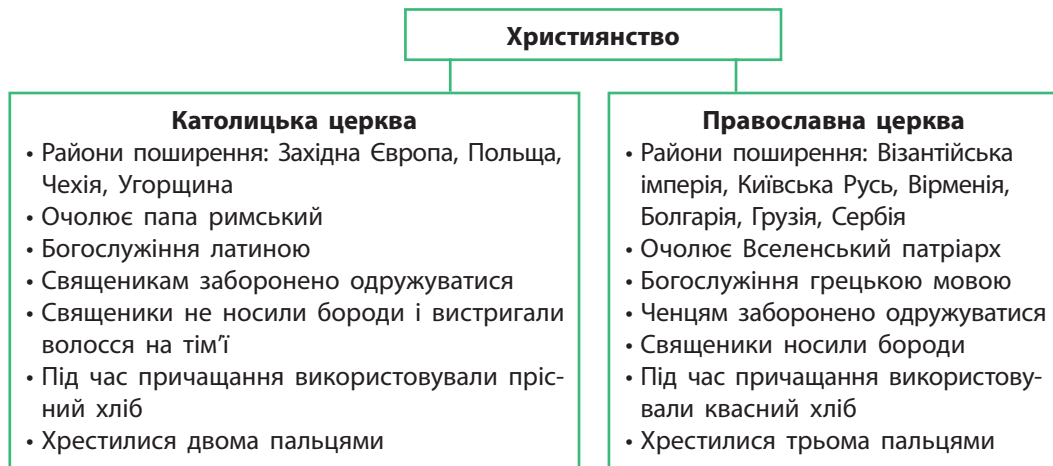 Християнство
Католицька церква
• Райони поширення: Західна Європа, Польща,
Чехія, Угорщина
• Очолює папа римський
• Богослужіння латиною
• Священикам заборонено одружуватися
• Священики не носили бороди і вистригали
волосся на тім’ї
• Під час причащання використовували пріс-
ний хліб
• Хрестилися двома пальцями
Православна церква
• Райони поширення: Візантійська
імперія, Київська Русь, Вірменія,
Болгарія, Грузія, Сербія
• Очолює Вселенський патріарх
• Богослужіння грецькою мовою
• Ченцям заборонено одружуватися
• Священики носили бороди
• Під час причащання використову-
вали квасний хліб
• Хрестилися трьома пальцями